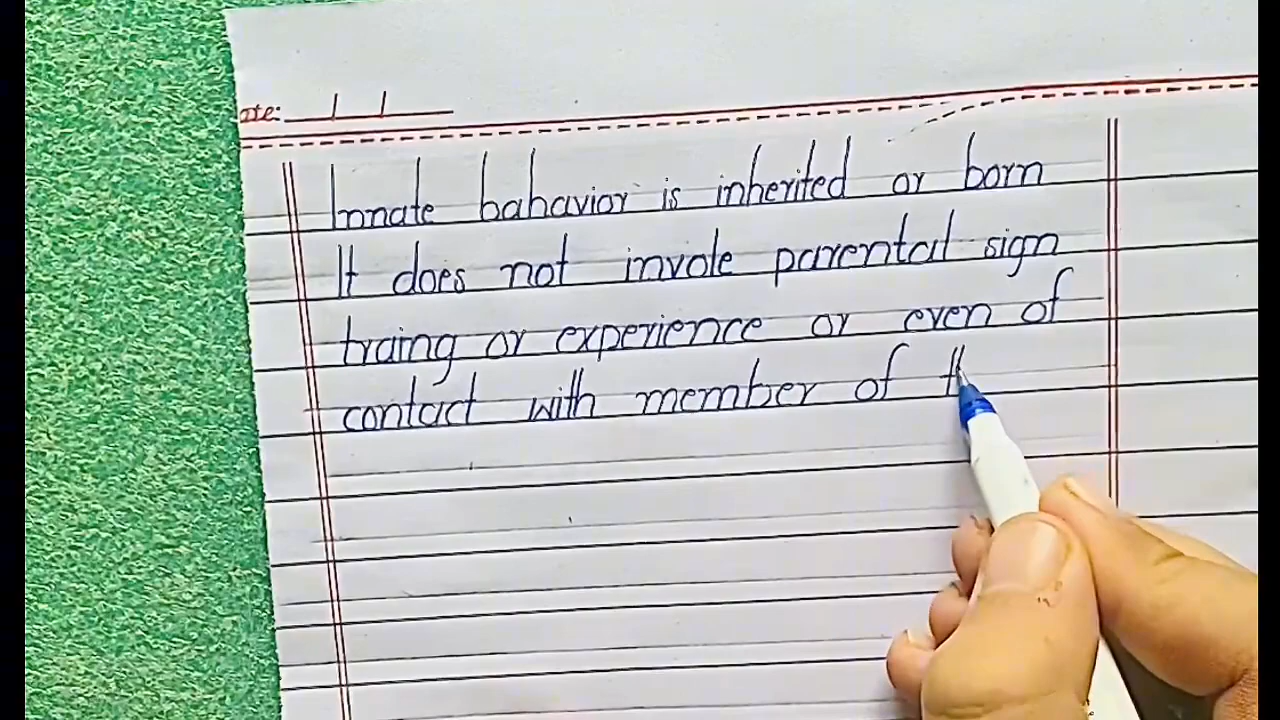 ate: / /
Innate bahavior is inherited or born
It does not invole parental sign
traing or experience or even of
contact with member of th